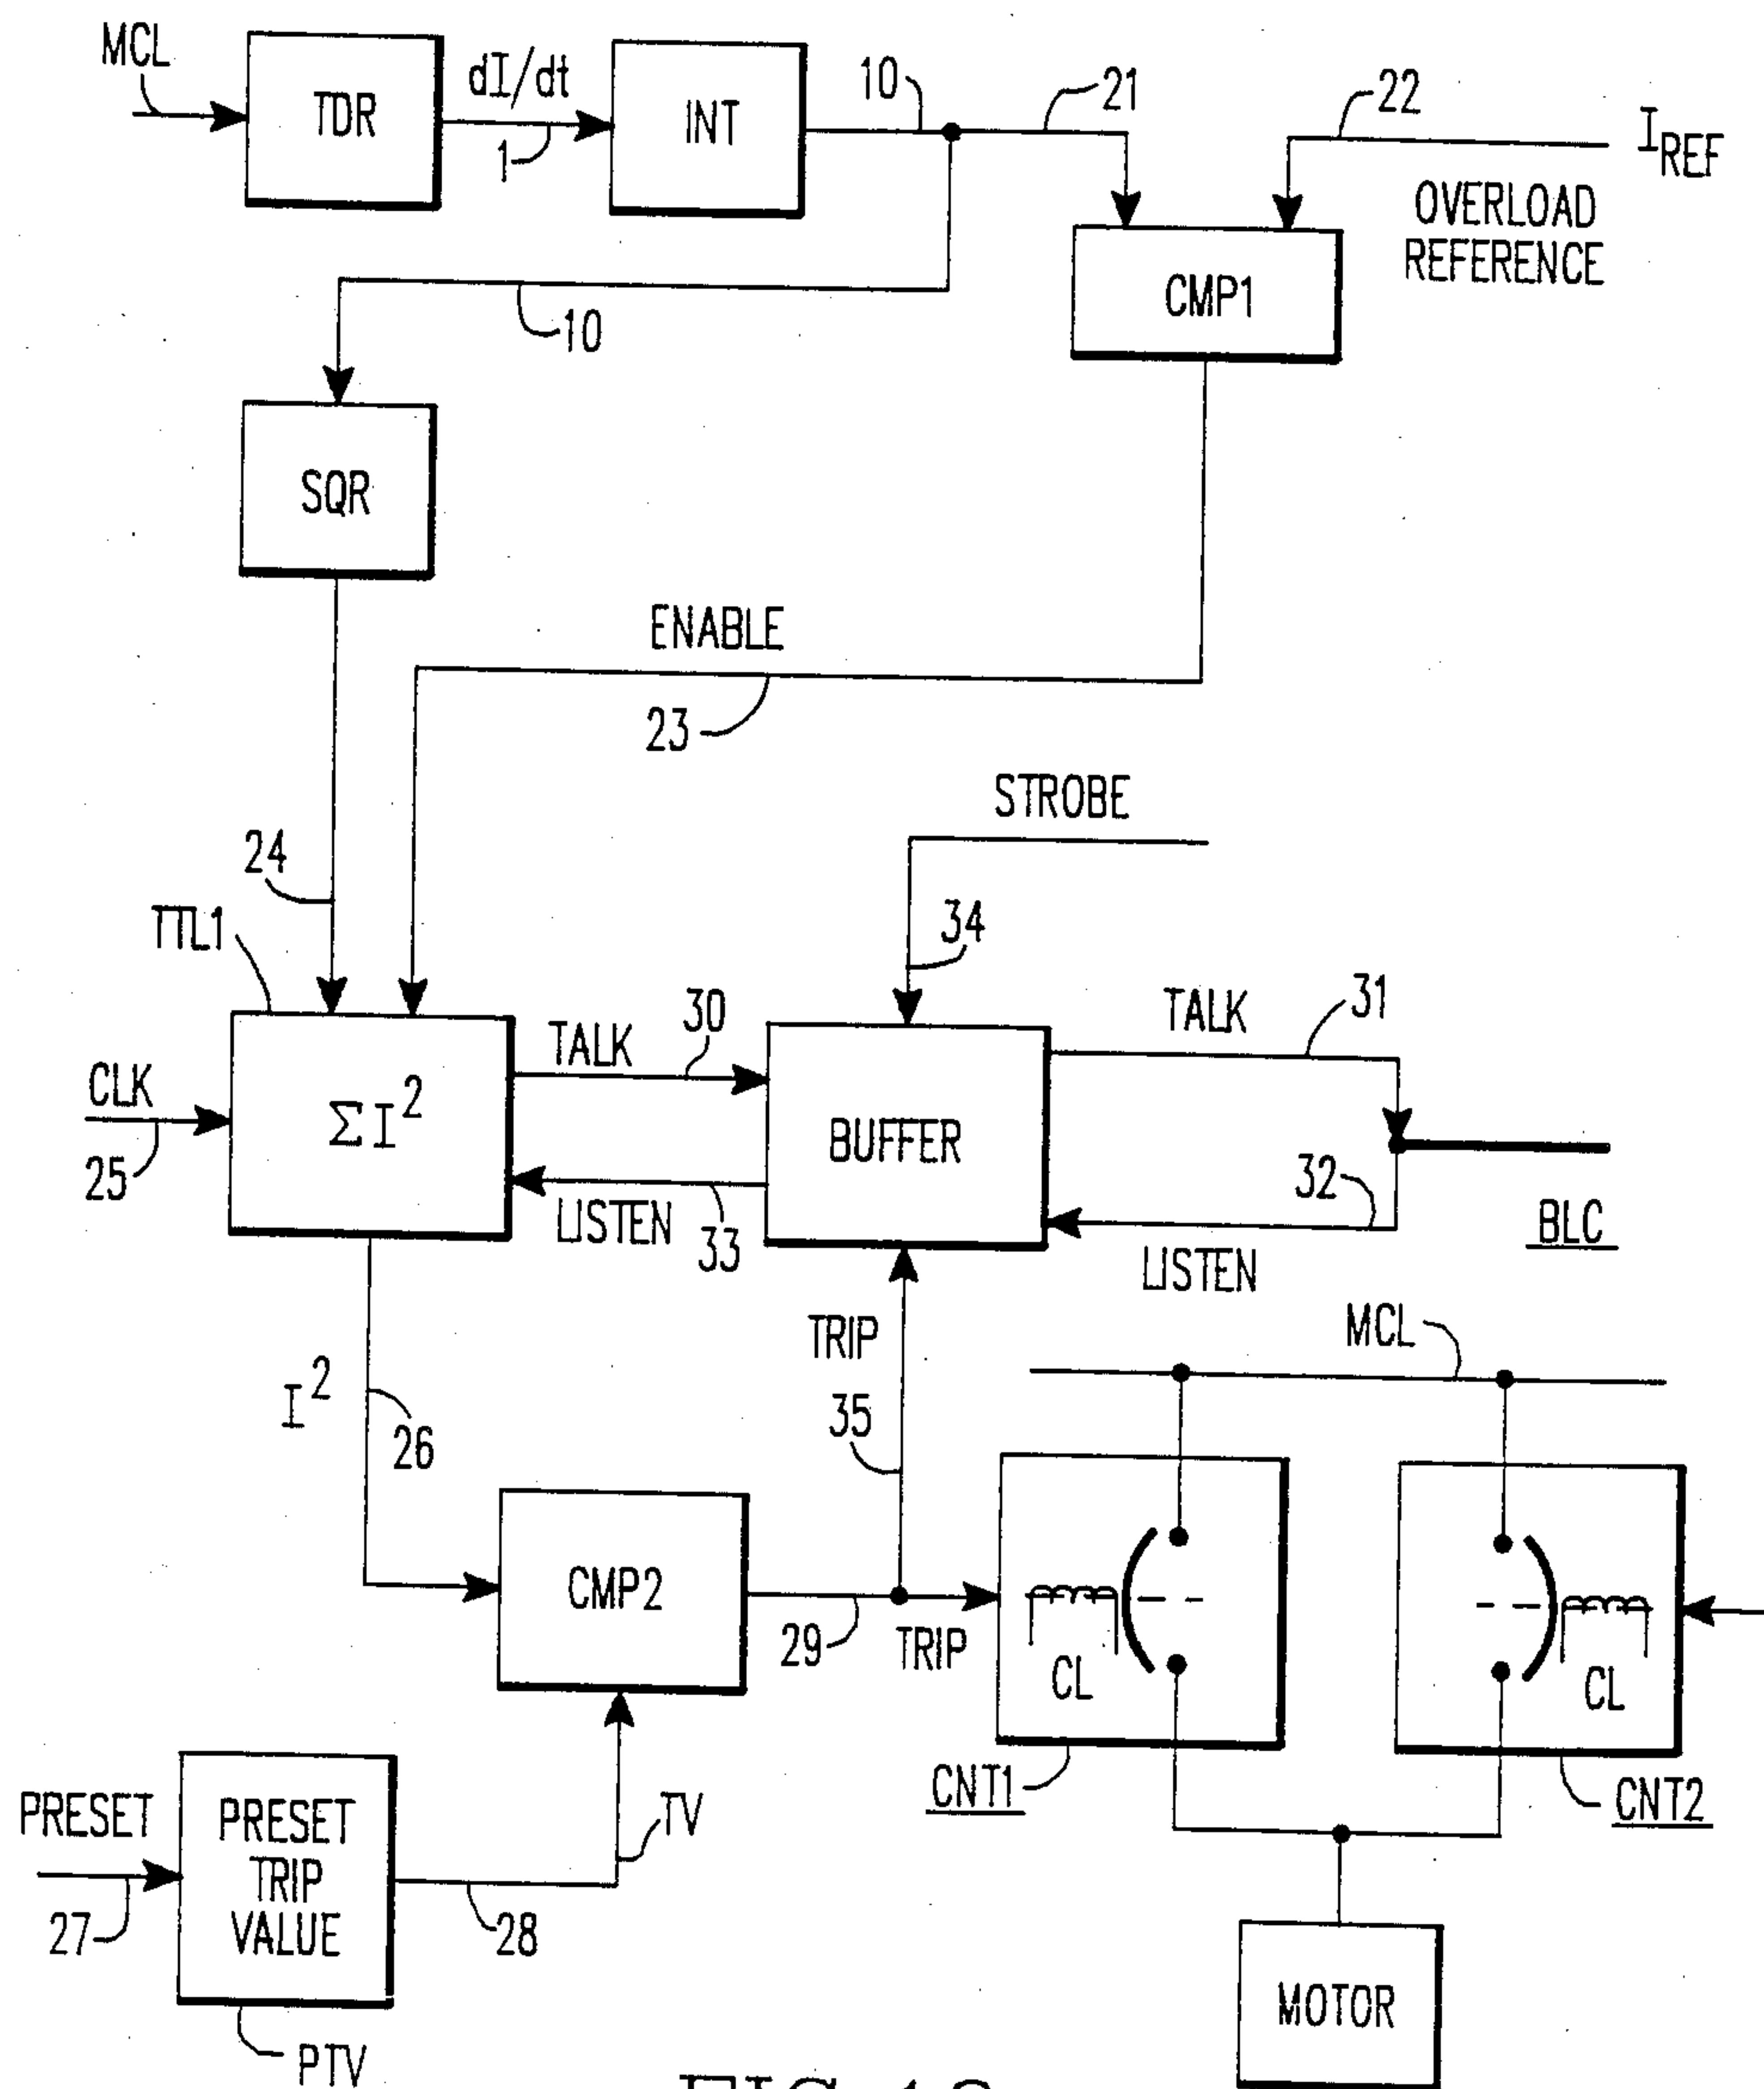 MCL
TDR
dI/dt
1
INT
10
21
22
I_REF
OVERLOAD
REFERENCE
CMP1
10
SQR
ENABLE
23
STROBE
24
34
TTL1
TALK
30
TALK
31
CLK
25
ΣI²
BUFFER
LISTEN
33
32
LISTEN
BLC
TRIP
MCL
I²
26
35
CMP2
29
TRIP
CL
CL
CNT1
CNT2
PRESET
27
PRESET
TRIP
VALUE
28
TV
MOTOR
PTV